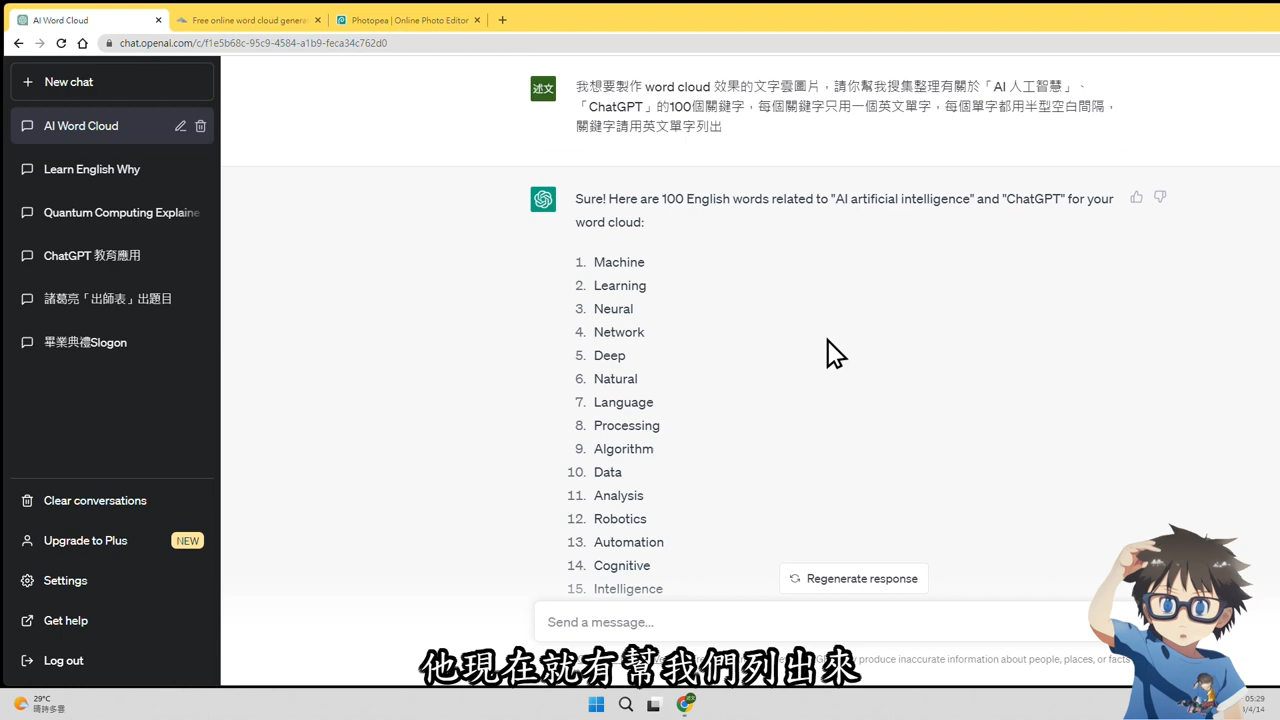 AI Word Cloud
Free online word cloud genera
Photopea | Online Photo Editor
chat.openai.com/c/f1e5b68c-95c9-4584-a1b9-feca34c762d0
New chat
AI Word Cloud
Learn English Why
Quantum Computing Explaine
ChatGPT 教育應用
諸葛亮「出師表」出題目
畢業典禮Slogon
Clear conversations
Upgrade to Plus
NEW
Settings
Get help
Log out
述文
我想要製作 word cloud 效果的文字雲圖片，請你幫我搜集整理有關於「AI 人工智慧」、
「ChatGPT」的100個關鍵字，每個關鍵字只用一個英文單字，每個單字都用半型空白間隔，
關鍵字請用英文單字列出
Sure! Here are 100 English words related to "AI artificial intelligence" and "ChatGPT" for your
word cloud:
1. Machine
2. Learning
3. Neural
4. Network
5. Deep
6. Natural
7. Language
8. Processing
9. Algorithm
10. Data
11. Analysis
12. Robotics
13. Automation
14. Cognitive
15. Intelligence
Regenerate response
Send a message...
y produce inaccurate information about people, places, or facts
他現在就有幫我們列出來
29°C
晴時多雲
05:29
/4/14